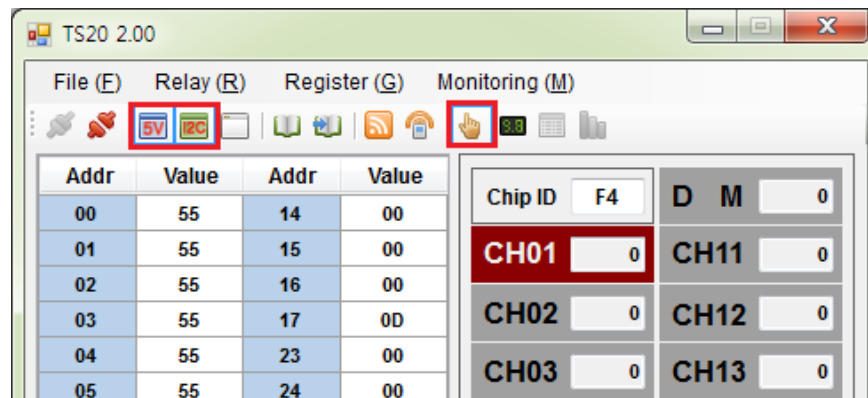 TS20 2.00
File (F) Relay (R) Register (G) Monitoring (M)
5V I2C 9.8
Addr Value Addr Value
00 55 14 00
01 55 15 00
02 55 16 00
03 55 17 0D
04 55 23 00
05 55 24 00
Chip ID F4 D M 0
CH01 0 CH11 0
CH02 0 CH12 0
CH03 0 CH13 0